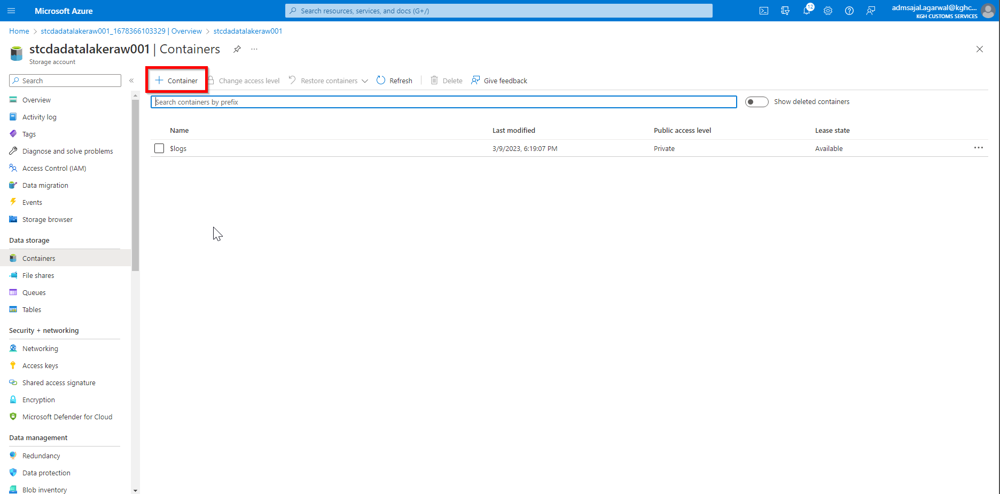 Microsoft Azure
Search resources, services, and docs (G+/)
12
admsajal.agarwal@kghc...
KGH CUSTOMS SERVICES
Home > stcdadatalakeraw001_1678366103329 | Overview > stcdadatalakeraw001
stcdadatalakeraw001 | Containers
Storage account
Search
Container
Change access level
Restore containers
Refresh
Delete
Give feedback
Search containers by prefix
Show deleted containers
Name Last modified Public access level Lease state
$logs 3/9/2023, 6:19:07 PM Private Available
Overview
Activity log
Tags
Diagnose and solve problems
Access Control (IAM)
Data migration
Events
Storage browser
Data storage
Containers
File shares
Queues
Tables
Security + networking
Networking
Access keys
Shared access signature
Encryption
Microsoft Defender for Cloud
Data management
Redundancy
Data protection
Blob inventory